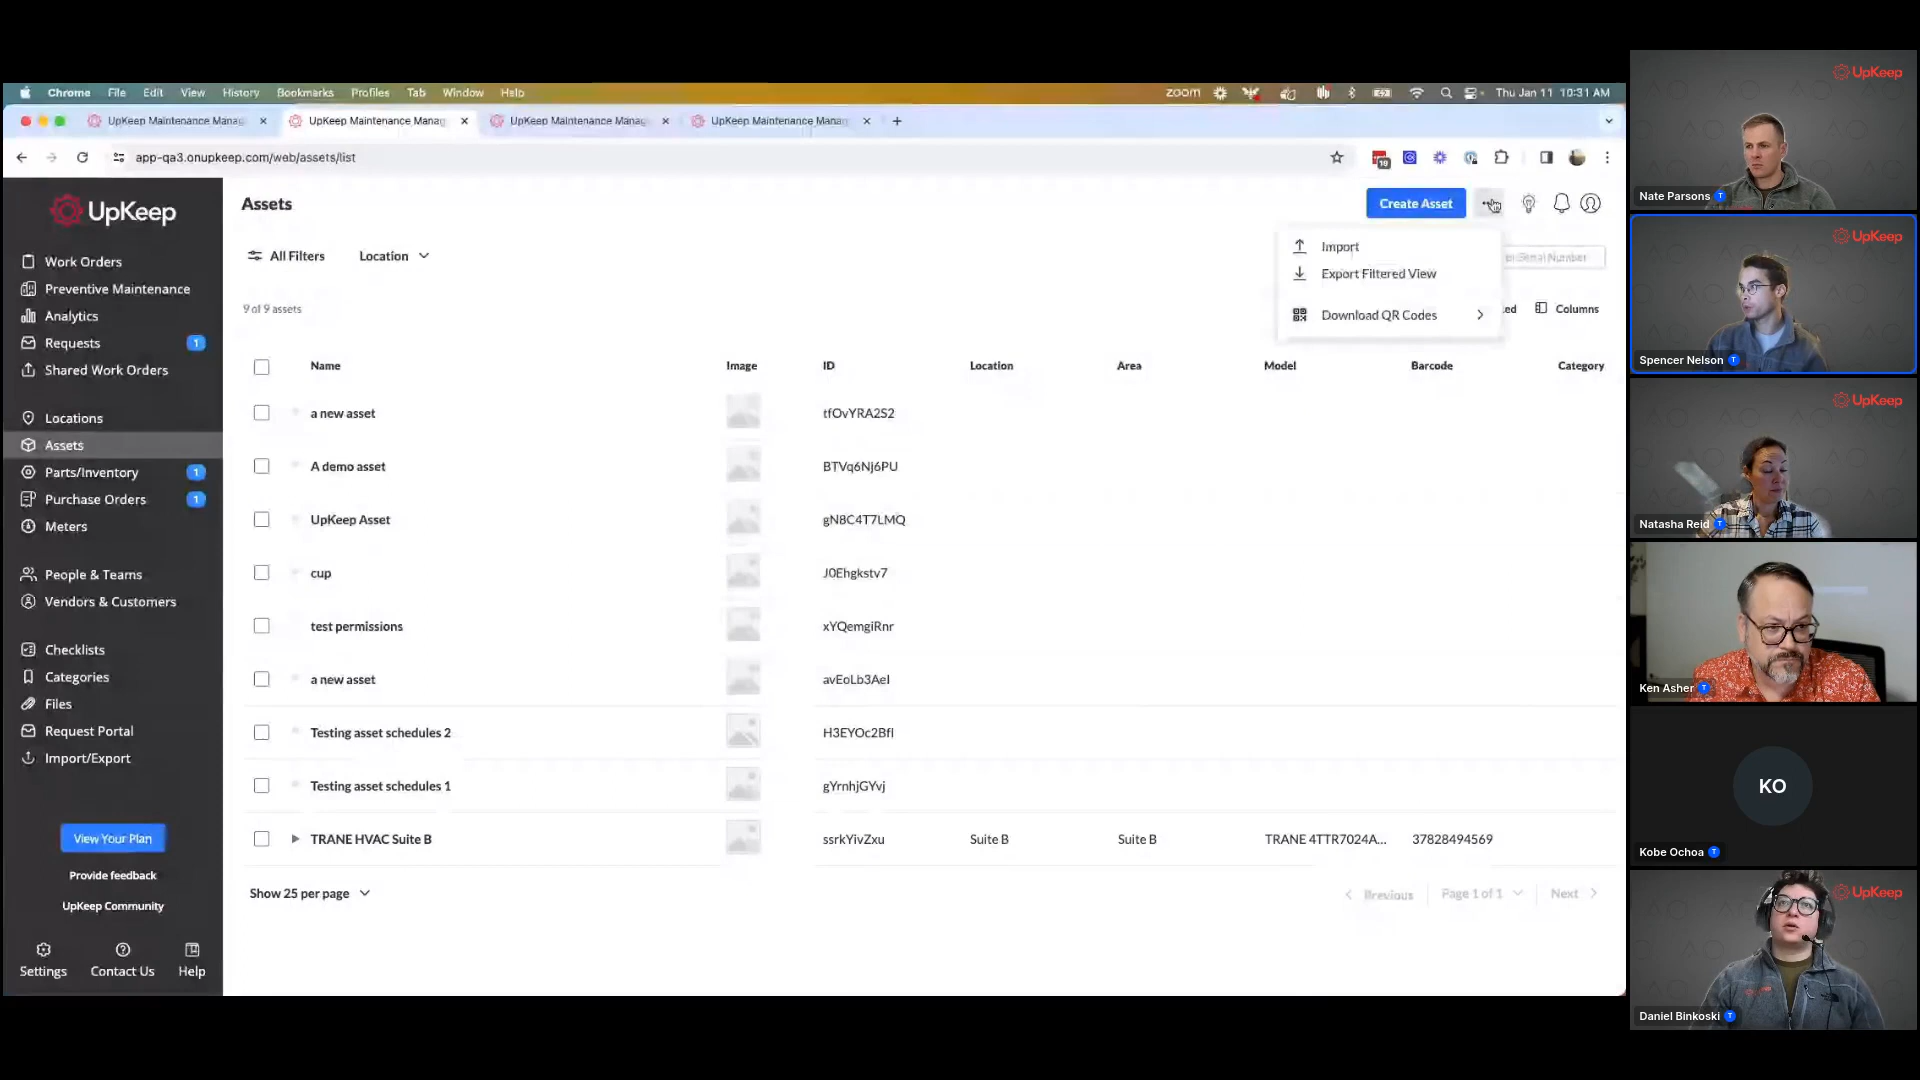 Chrome File Edit View History Bookmarks Profiles Tab Window Help
zoom Thu Jan 11 10:31 AM
UpKeep Maintenance Manag
UpKeep Maintenance Manag
UpKeep Maintenance Manag
UpKeep Maintenance Manag
app-qa3.onupkeep.com/web/assets/list
19
UpKeep
Work Orders
Preventive Maintenance
Analytics
Requests 1
Shared Work Orders
Locations
Assets
Parts/Inventory 1
Purchase Orders 1
Meters
People & Teams
Vendors & Customers
Checklists
Categories
Files
Request Portal
Import/Export
View Your Plan
Provide feedback
UpKeep Community
Settings Contact Us Help
Assets
Create Asset
All Filters Location
Import
Export Filtered View
Download QR Codes
Serial Number
9 of 9 assets
Columns
Name Image ID Location Area Model Barcode Category
a new asset tfOvYRA2S2
A demo asset BTVq6Nj6PU
UpKeep Asset gN8C4T7LMQ
cup J0Ehgkstv7
test permissions xYQemgiRnr
a new asset avEoLb3AeI
Testing asset schedules 2 H3EYOc2BfI
Testing asset schedules 1 gYrnhjGYvj
TRANE HVAC Suite B ssrkYivZxu Suite B Suite B TRANE 4TTR7024A... 37828494569
Show 25 per page
Previous Page 1 of 1 Next
UpKeep
Nate Parsons
UpKeep
Spencer Nelson
UpKeep
Natasha Reid
Ken Asher
KO
Kobe Ochoa
UpKeep
Daniel Binkoski